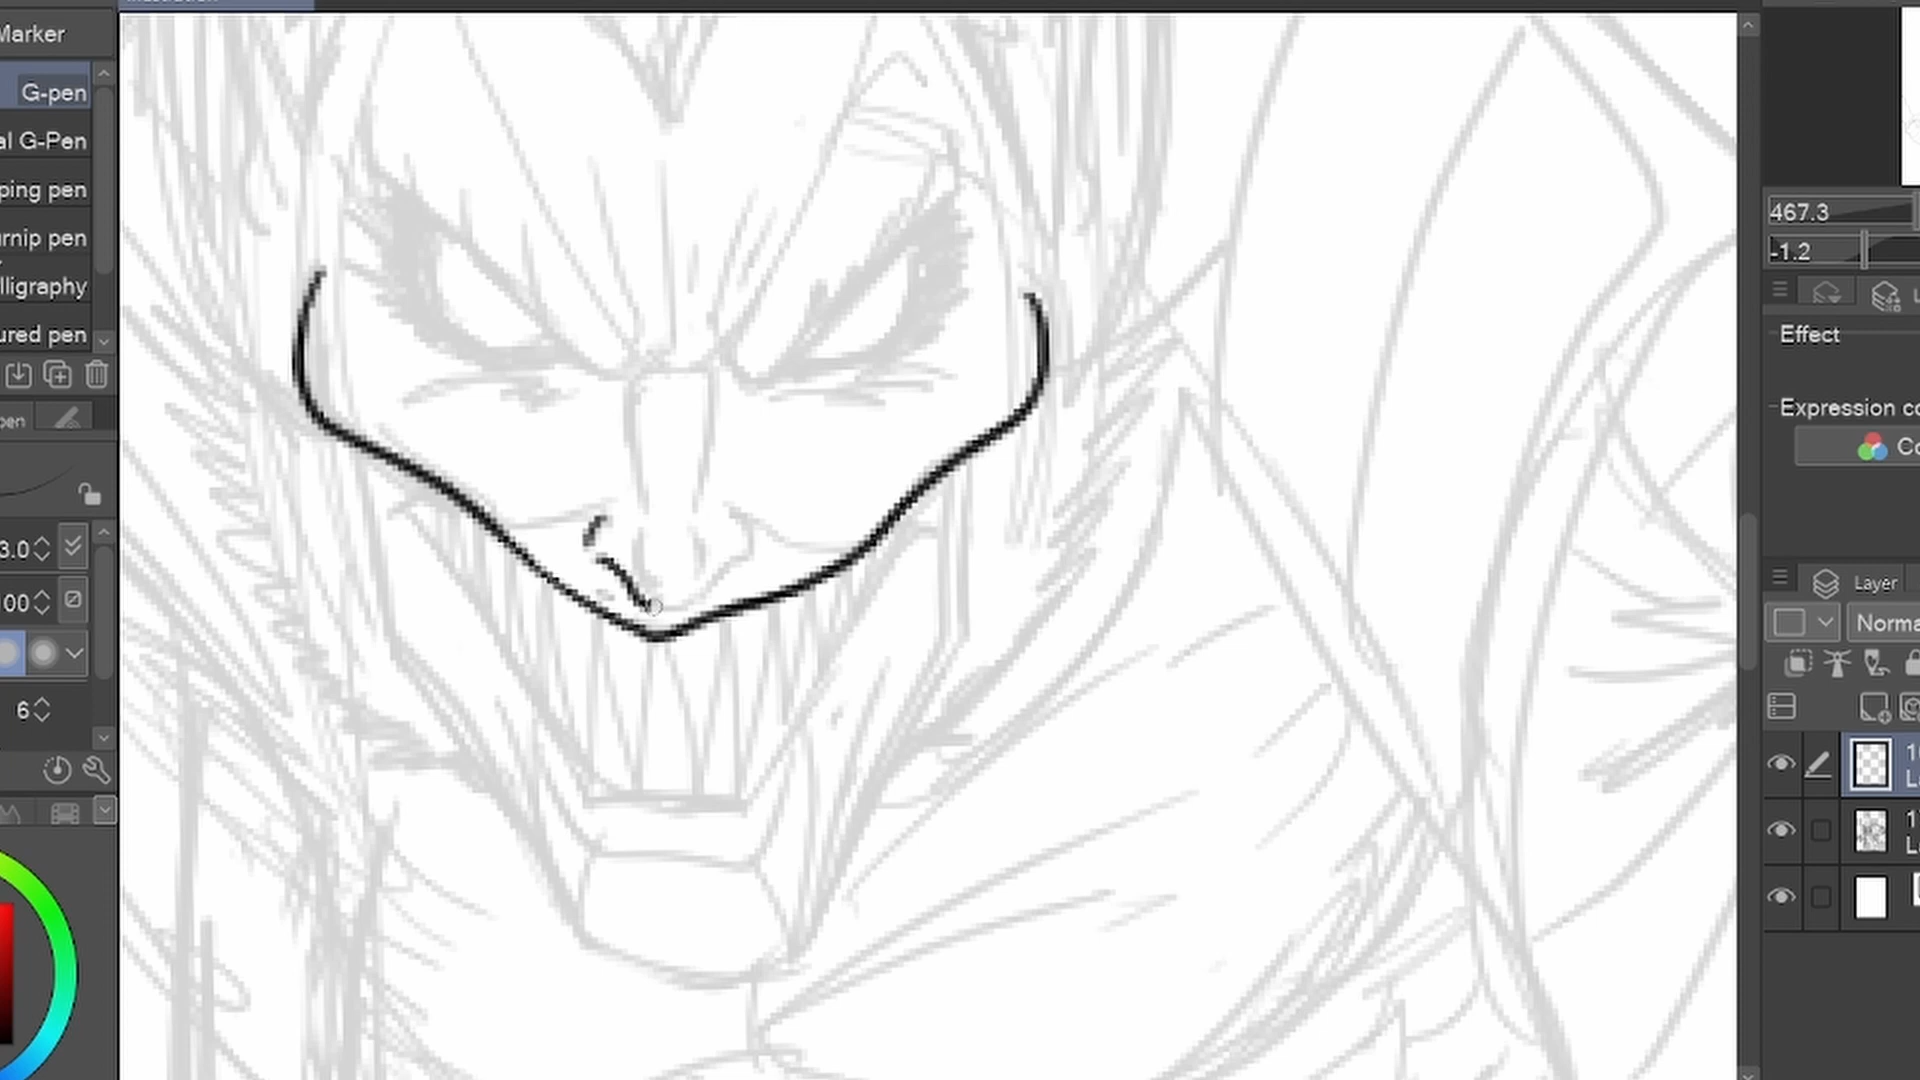 Marker
G-pen
al G-Pen
ping pen
urnip pen
lligraphy
ured pen
pen
3.0
00
6
467.3
-1.2
Effect
Expression co
Co
Layer
Norma